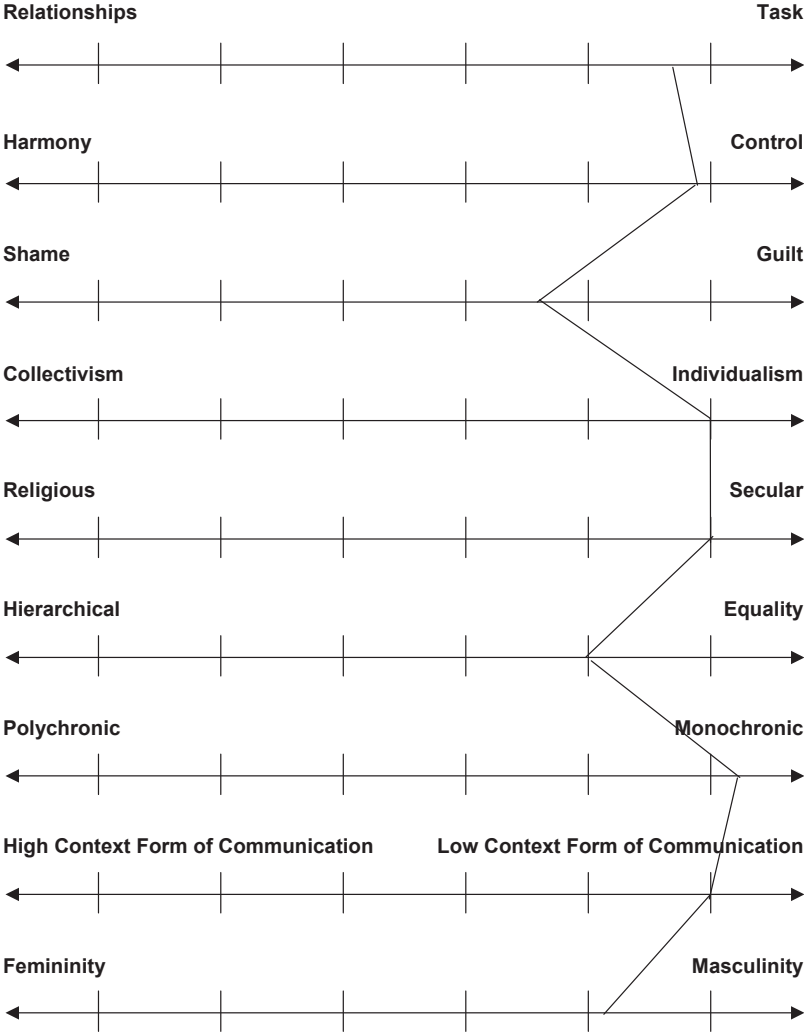 Relationships Task
Harmony Control
Shame Guilt
Collectivism Individualism
Religious Secular
Hierarchical Equality
Polychronic Monochronic
High Context Form of Communication Low Context Form of Communication
Femininity Masculinity